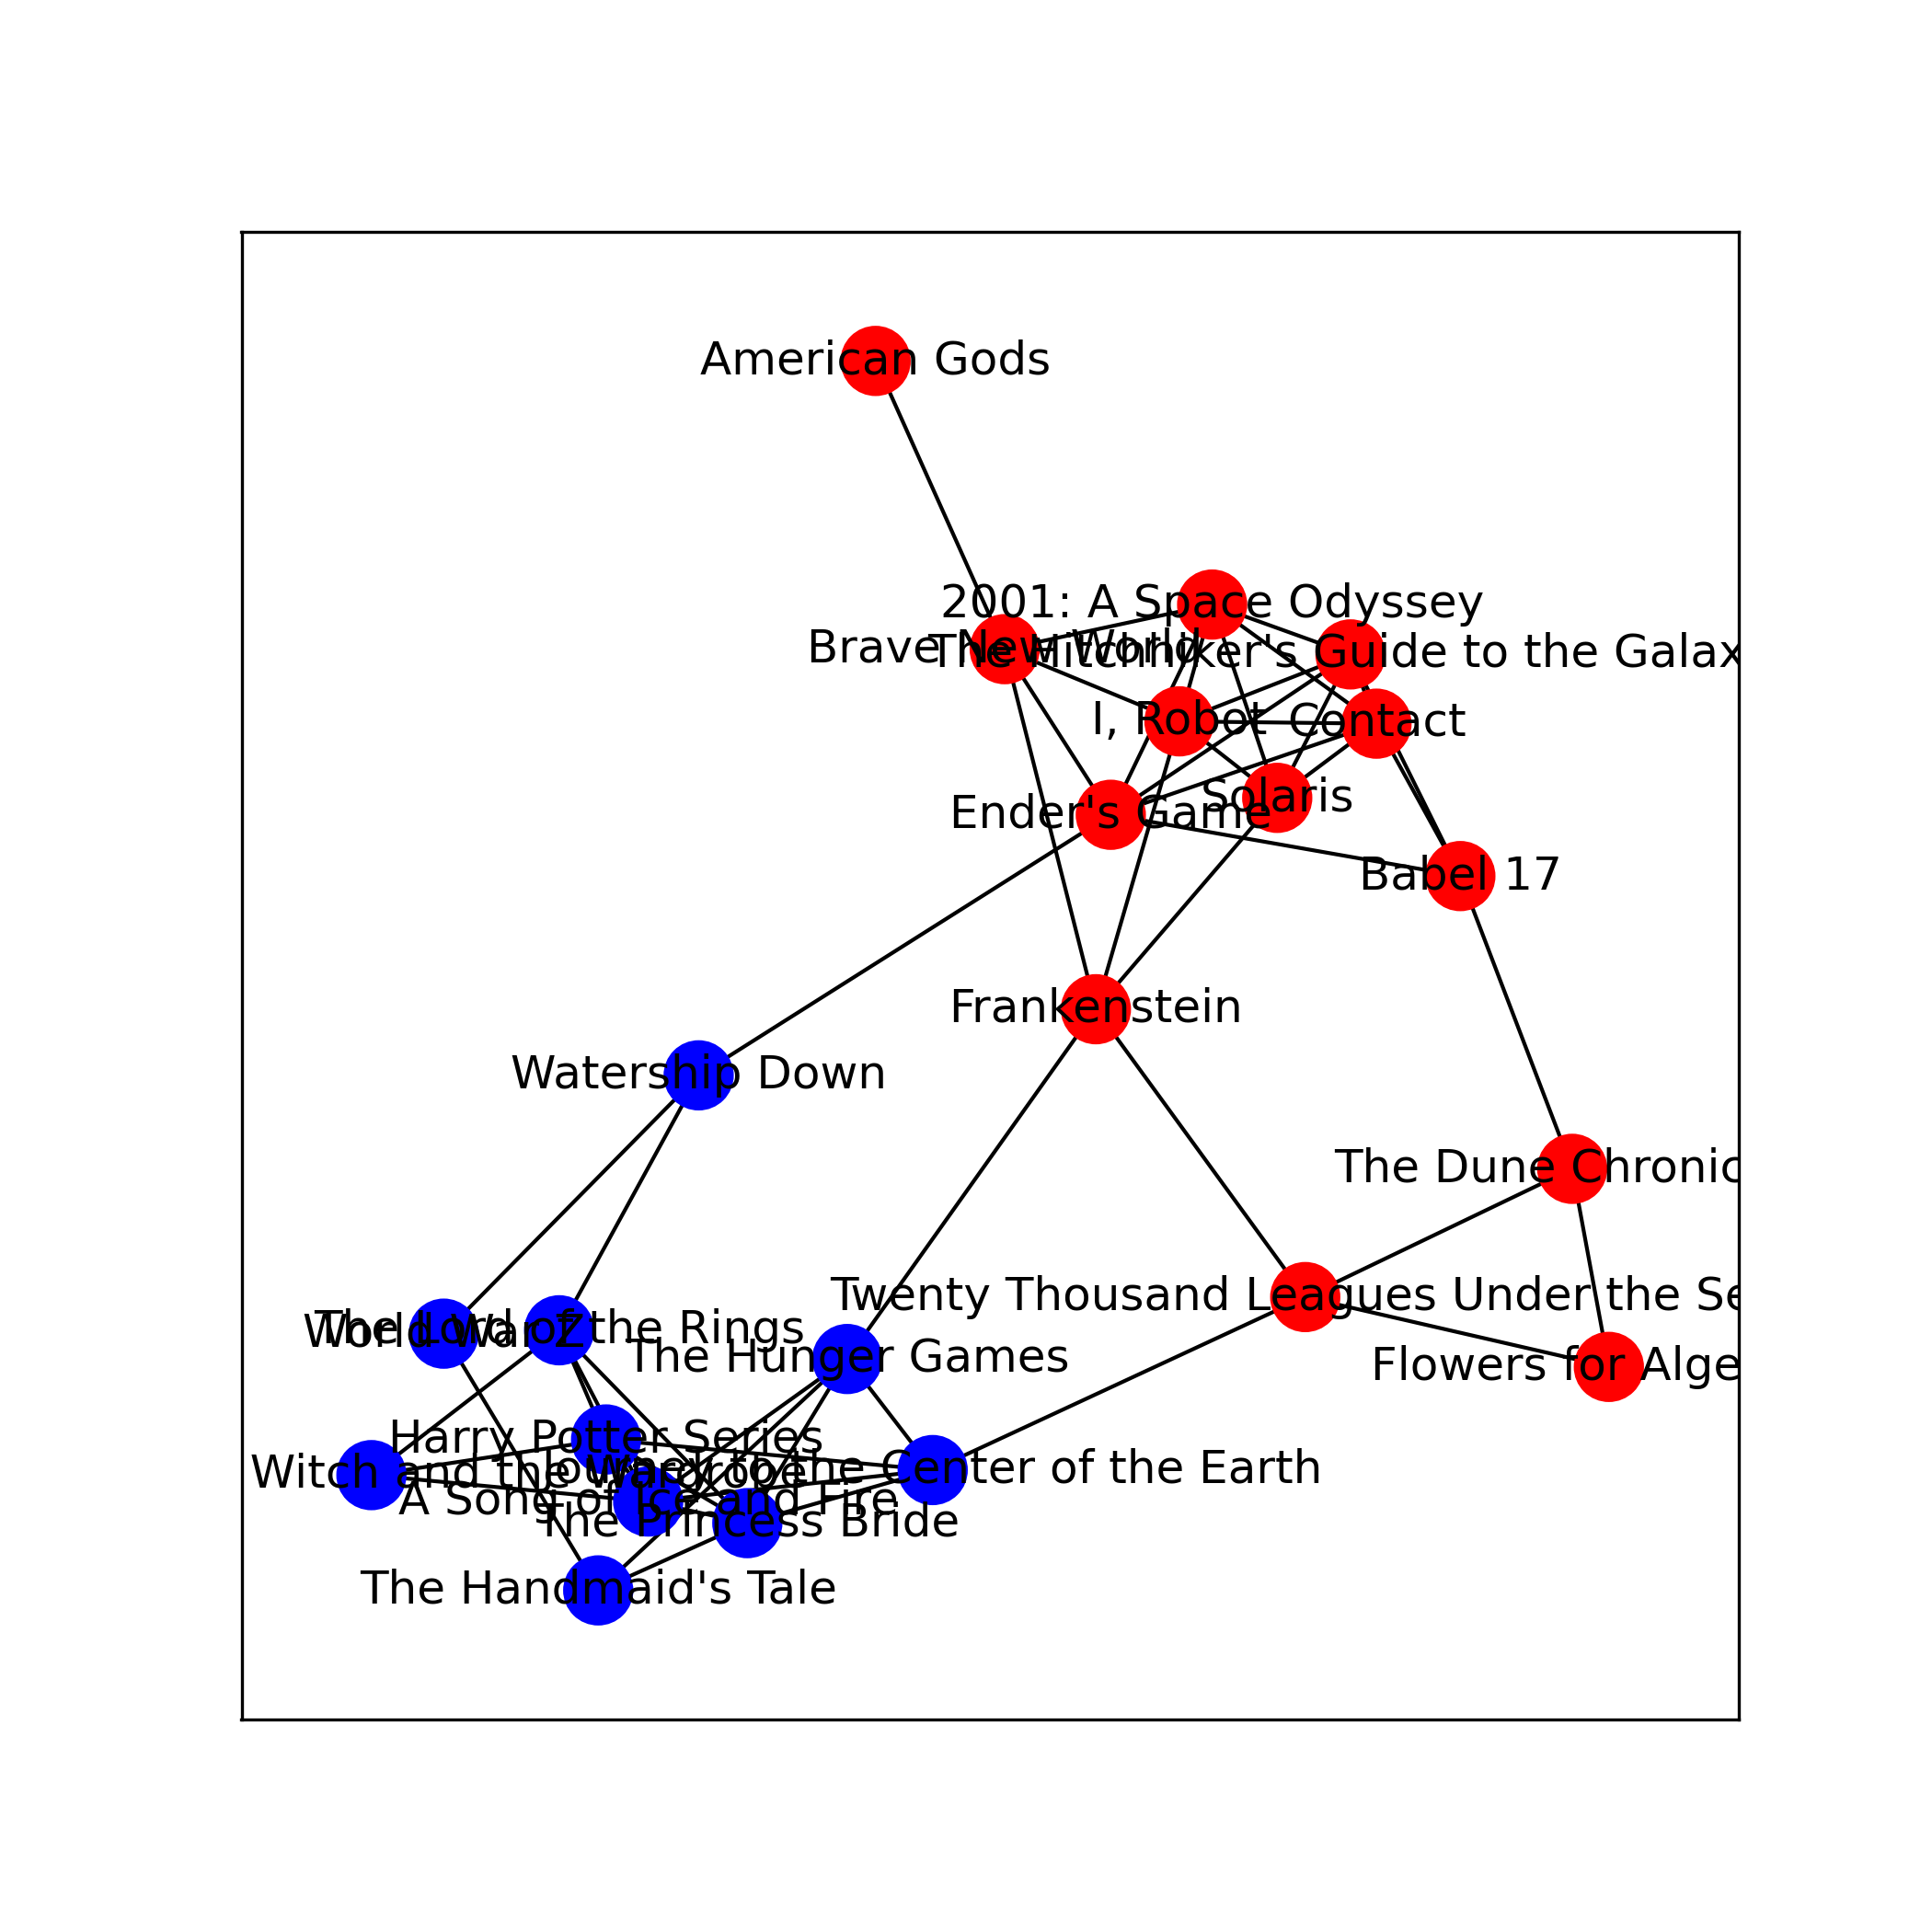 American Gods
2001: A Space Odyssey
Brave New World
The Hitchhiker's Guide to the Galax
I, Robot
Contact
Solaris
Ender's Game
Babel 17
Frankenstein
Watership Down
The Dune Chronic
Twenty Thousand Leagues Under the Se
The Lord of the Rings
World War Z
The Hunger Games
Flowers for Alge
Harry Potter Series
Journey to the Center of the Earth
Witch and the Wardrobe
A Song of Ice and Fire
The Princess Bride
The Handmaid's Tale